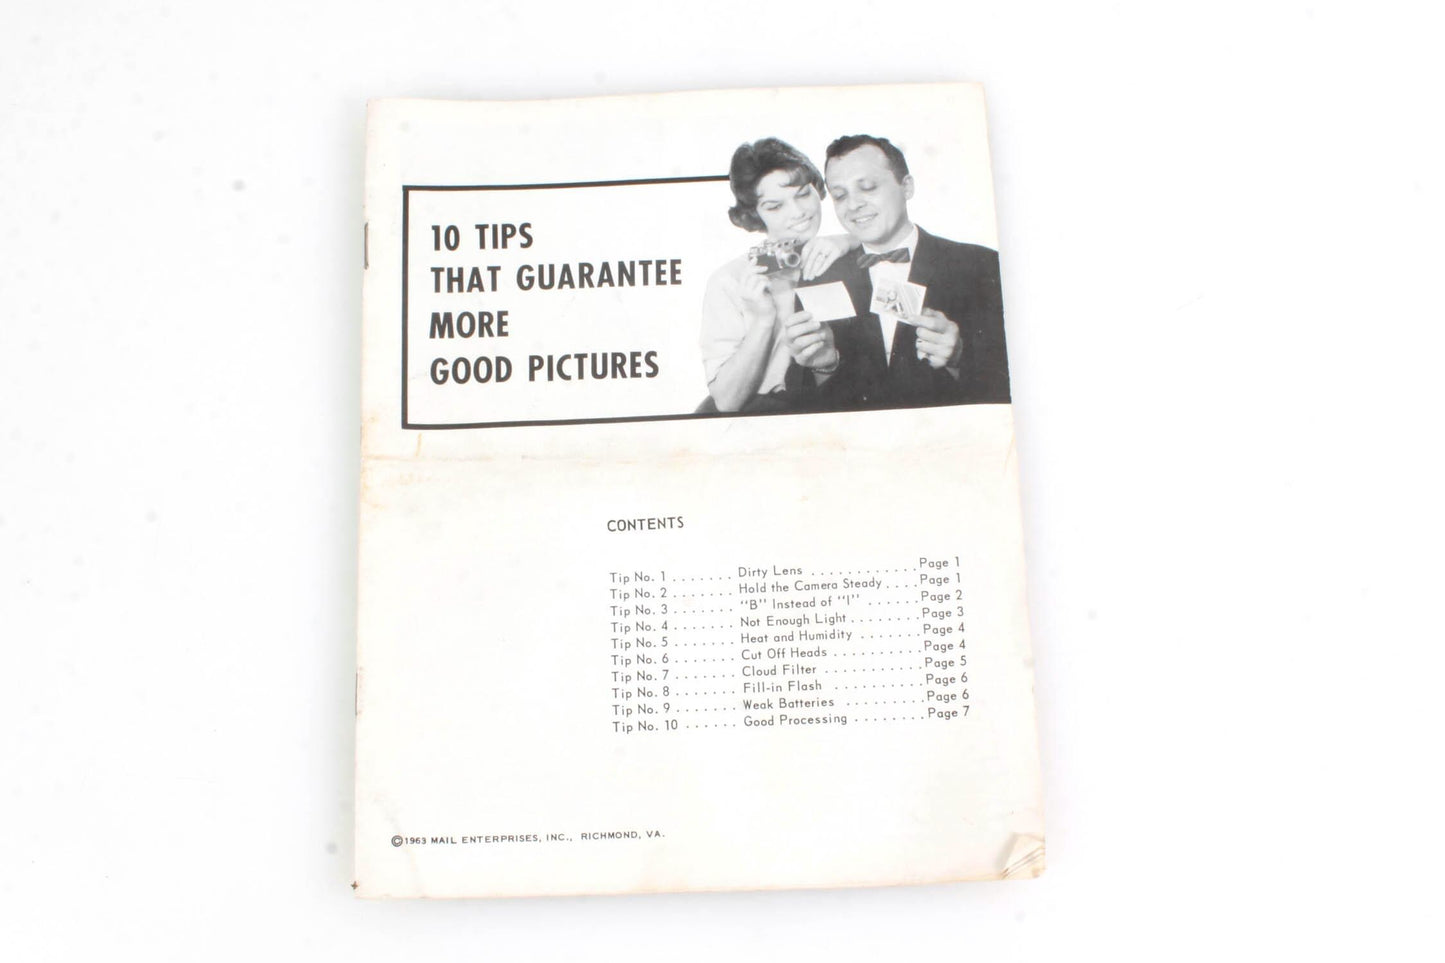 10 TIPS
THAT GUARANTEE
MORE
GOOD PICTURES
CONTENTS
Tip No. 1 ....... Dirty Lens ............ Page 1
Tip No. 2 ....... Hold the Camera Steady .... Page 1
Tip No. 3 ....... "B" Instead of "I" ...... Page 2
Tip No. 4 ....... Not Enough Light ........ Page 3
Tip No. 5 ....... Heat and Humidity ....... Page 4
Tip No. 6 ....... Cut Off Heads .......... Page 4
Tip No. 7 ....... Cloud Filter ........... Page 5
Tip No. 8 ....... Fill-in Flash .......... Page 6
Tip No. 9 ....... Weak Batteries ......... Page 6
Tip No. 10 ...... Good Processing ........ Page 7
©1963 MAIL ENTERPRISES, INC., RICHMOND, VA.